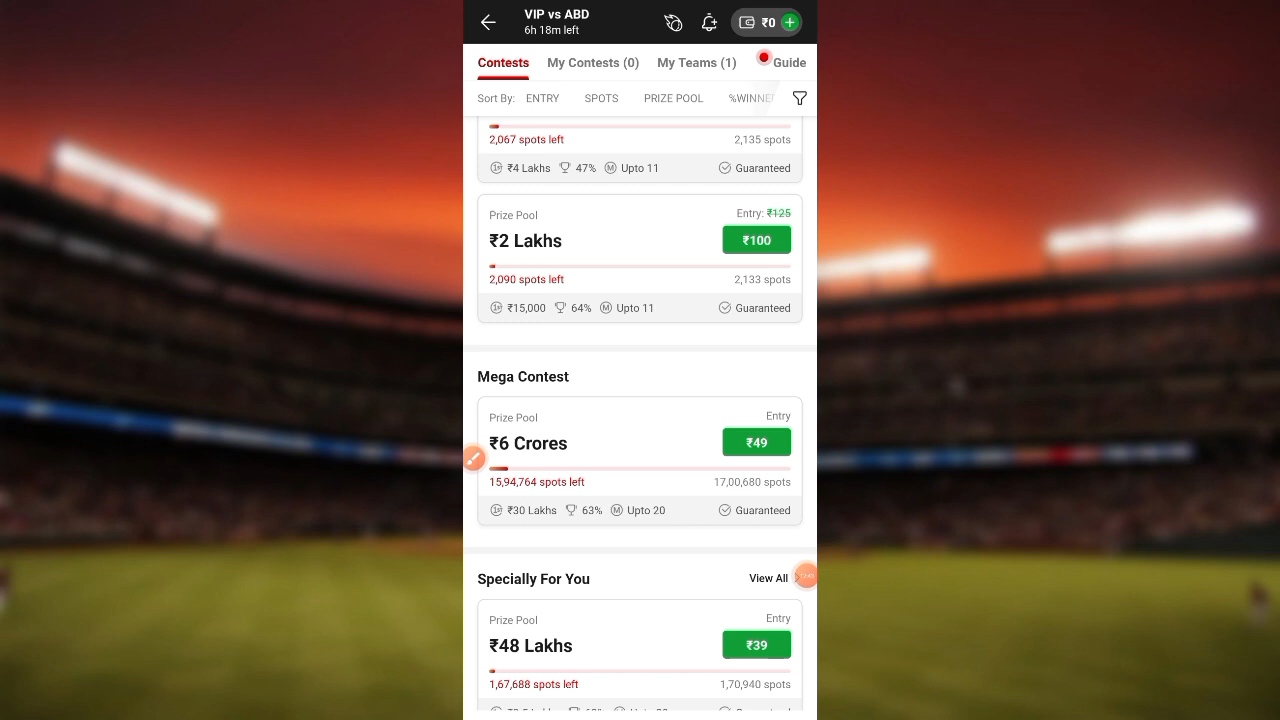 VIP vs ABD
6h 18m left
₹0
Contests
My Contests (0)
My Teams (1)
Guide
Sort By:
ENTRY
SPOTS
PRIZE POOL
2,067 spots left
2,135 spots
1st ₹4 Lakhs
47%
M Upto 11
Guaranteed
Prize Pool
Entry: ₹125
₹2 Lakhs
₹100
2,090 spots left
2,133 spots
1st ₹15,000
64%
M Upto 11
Guaranteed
Mega Contest
Prize Pool
Entry
₹6 Crores
₹49
15,94,764 spots left
17,00,680 spots
1st ₹30 Lakhs
63%
M Upto 20
Guaranteed
Specially For You
View All
Prize Pool
Entry
₹48 Lakhs
₹39
1,67,688 spots left
1,70,940 spots